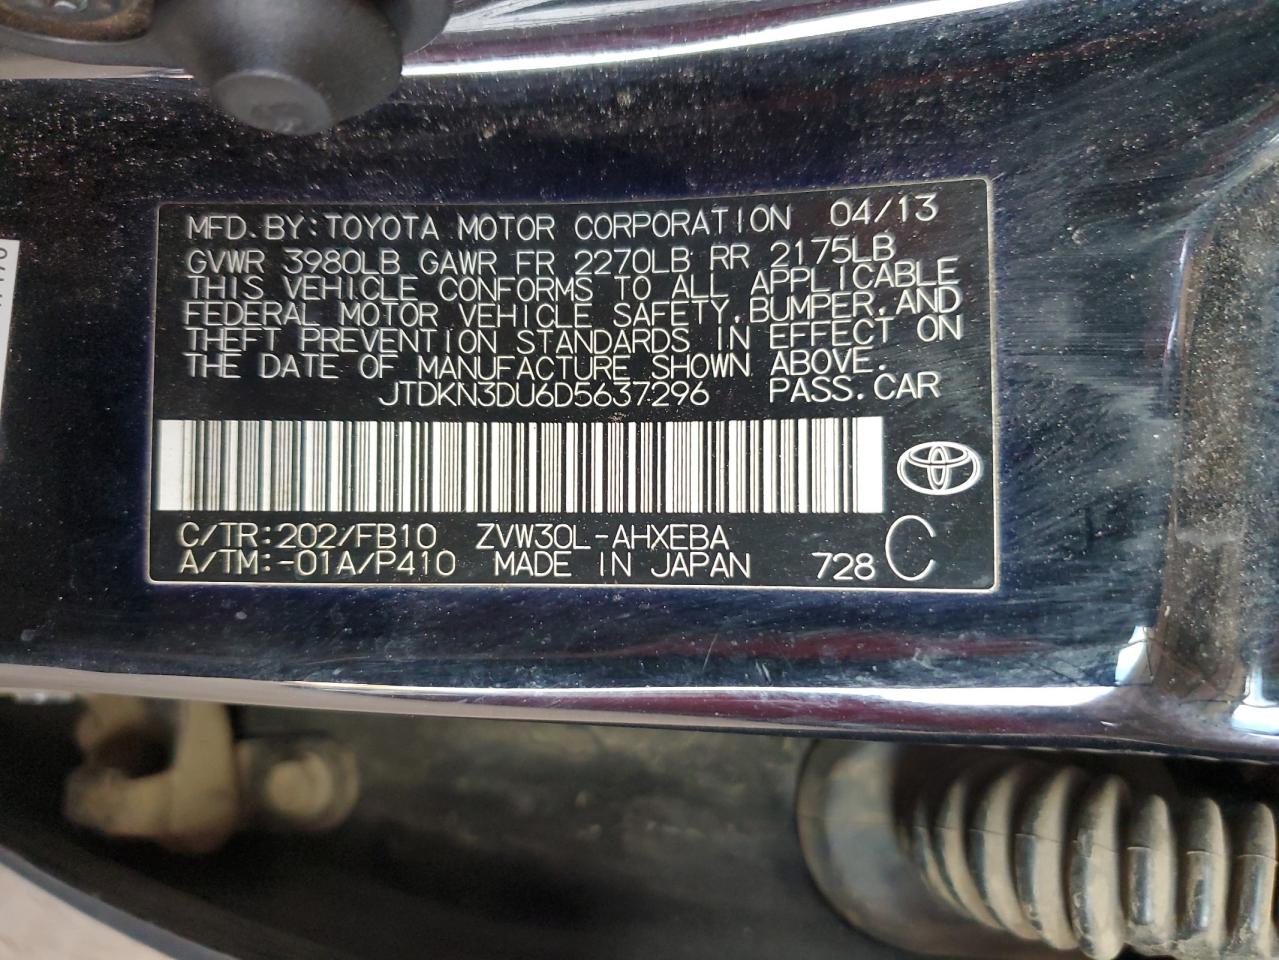 MFD.BY:TOYOTA MOTOR CORPORATION 04/13
GVWR 3980LB GAWR FR 2270LB RR 2175LB
THIS VEHICLE CONFORMS TO ALL APPLICABLE
FEDERAL MOTOR VEHICLE SAFETY,BUMPER,AND
THEFT PREVENTION STANDARDS IN EFFECT ON
THE DATE OF MANUFACTURE SHOWN ABOVE.
JTDKN3DU6D5637296 PASS.CAR
C/TR:202/FB10 ZVW30L-AHXEBA
A/TM:-01A/P410 MADE IN JAPAN 728 C